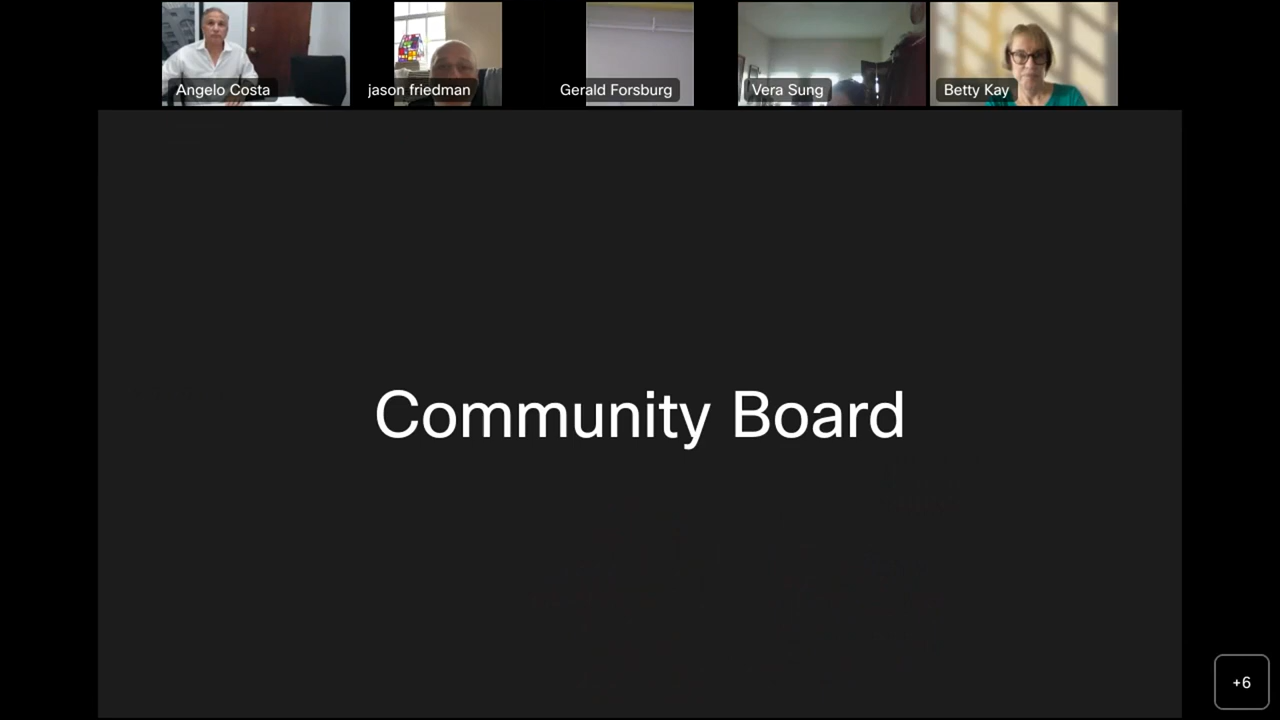 Angelo Costa
jason friedman
Gerald Forsburg
Vera Sung
Betty Kay
Community Board
+6